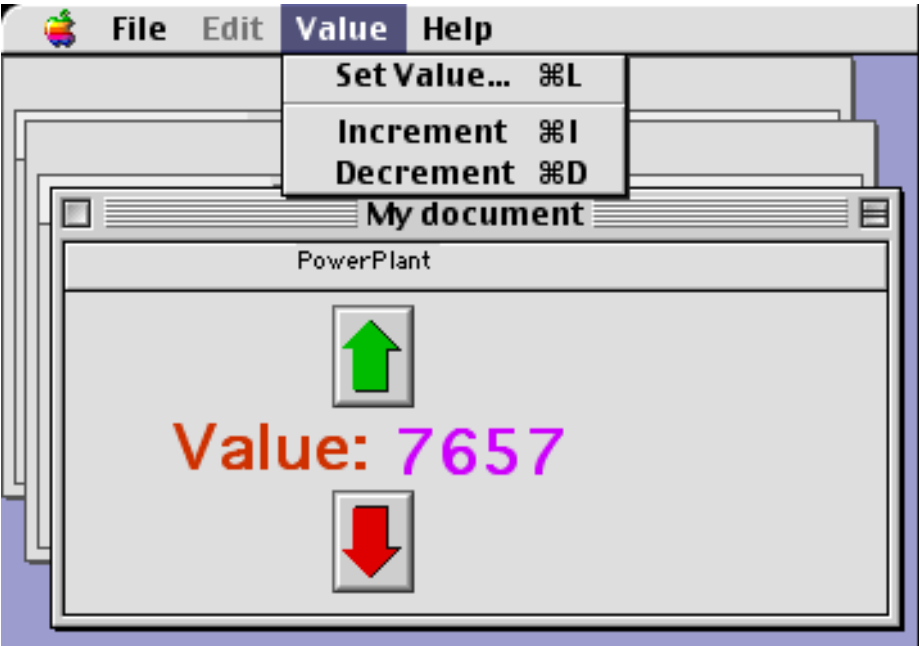 File Edit Value Help
Set Value... ⌘L
Increment ⌘I
Decrement ⌘D
My document
PowerPlant
Value: 7657